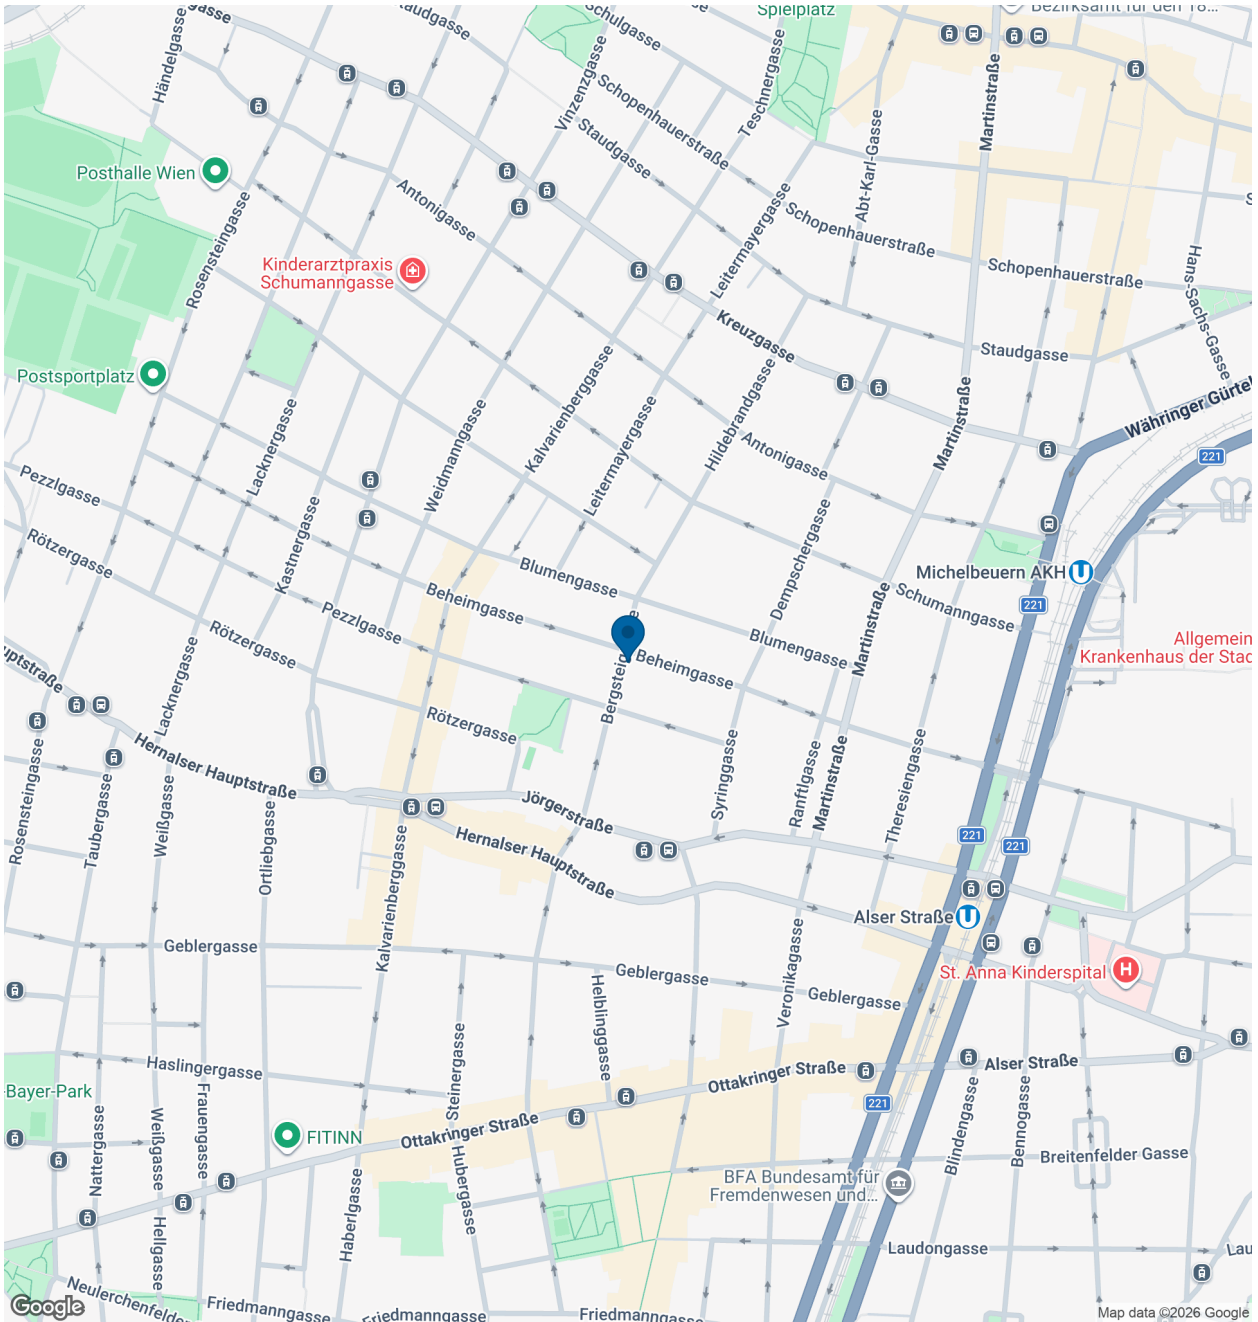 Bezirksamt für den 18...
Spielplatz
Händelgasse
Schulgasse
Vinzenzgasse
Teschnergasse
Martinstraße
Schopenhauerstraße
Staudgasse
Abt-Karl-Gasse
Posthalle Wien
Antonigasse
Rosensteingasse
Leitermayergasse
Schopenhauerstraße
Kinderarztpraxis
Schumanngasse
Schopenhauerstraße
Hans-Sachs-Gasse
Kreuzgasse
Staudgasse
Postsportplatz
Währinger Gürtel
Kalvarienberggasse
Hildebrandgasse
Martinstraße
Lacknergasse
Weidmanngasse
Leitermayergasse
Antonigasse
221
Pezzlgasse
Rötzergasse
Kastnergasse
Blumengasse
Dempschergasse
Michelbeuern AKH
Schumanngasse
221
Beheimgasse
Pezzlgasse
Rötzergasse
Blumengasse
Martinstraße
Allgemein
Krankenhaus der Stad
Beheimgasse
Lacknergasse
Rötzergasse
Hernalser Hauptstraße
Syringgasse
Ranftlgasse
Martinstraße
Theresiengasse
Rosensteingasse
Taubergasse
Weißgasse
Ortliebgasse
Jörgerstraße
Hernalser Hauptstraße
221
221
Kalvarienberggasse
Alser Straße
Geblergasse
Geblergasse
Geblergasse
Veronikagasse
St. Anna Kinderspital
Helblinggasse
Haslingergasse
Steinergasse
Ottakringer Straße
Alser Straße
-Bayer-Park
Nattergasse
Weißgasse
Frauengasse
221
FITINN
Ottakringer Straße
Blindengasse
Bennogasse
Breitenfelder Gasse
BFA Bundesamt für
Fremdenwesen und...
Hellgasse
Haberlgasse
Hubergasse
Laudongasse
Friedmanngasse
Friedmanngasse
Friedmanngasse
Google
Map data ©2026 Google